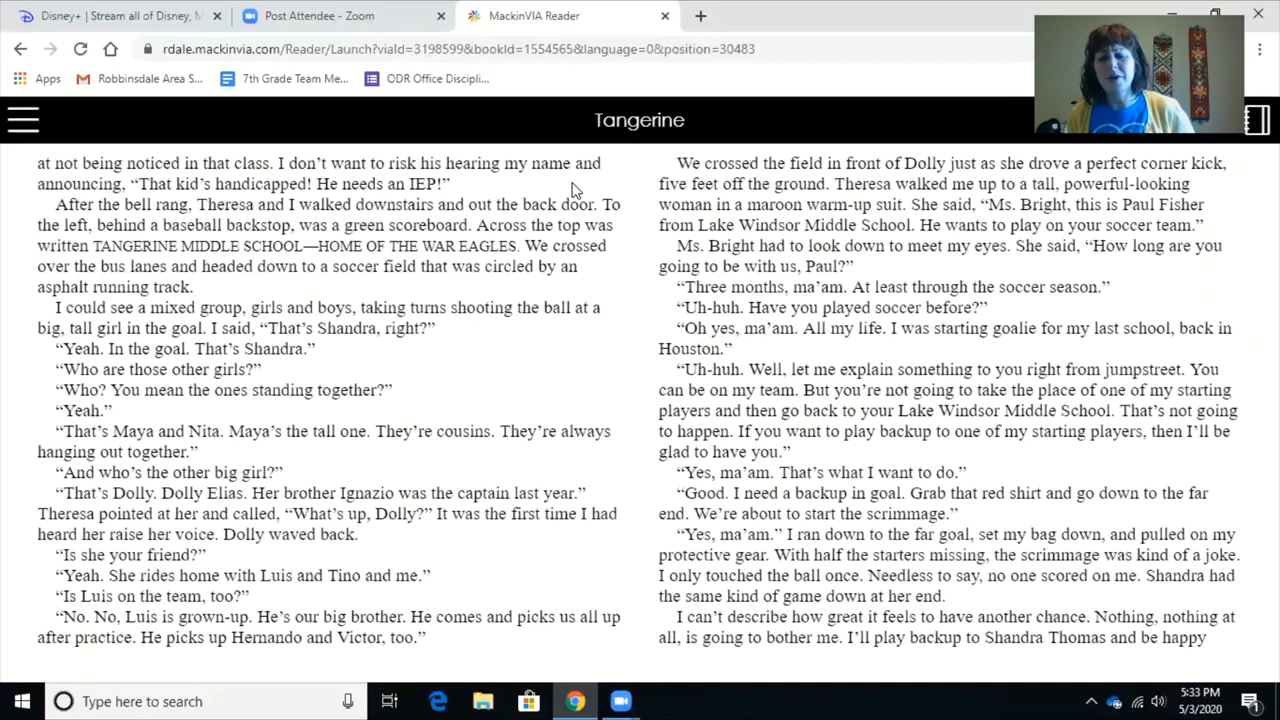 Disney+ | Stream all of Disney, M
Post Attendee - Zoom
MackinVIA Reader
rdale.mackinvia.com/Reader/Launch?viaId=3198599&bookId=1554565&language=0&position=30483
Apps
Robbinsdale Area S...
7th Grade Team Me...
ODR Office Discipli...
Tangerine
at not being noticed in that class. I don’t want to risk his hearing my name and
announcing, “That kid’s handicapped! He needs an IEP!”
After the bell rang, Theresa and I walked downstairs and out the back door. To
the left, behind a baseball backstop, was a green scoreboard. Across the top was
written TANGERINE MIDDLE SCHOOL—HOME OF THE WAR EAGLES. We crossed
over the bus lanes and headed down to a soccer field that was circled by an
asphalt running track.
I could see a mixed group, girls and boys, taking turns shooting the ball at a
big, tall girl in the goal. I said, “That’s Shandra, right?”
“Yeah. In the goal. That’s Shandra.”
“Who are those other girls?”
“Who? You mean the ones standing together?”
“Yeah.”
“That’s Maya and Nita. Maya’s the tall one. They’re cousins. They’re always
hanging out together.”
“And who’s the other big girl?”
“That’s Dolly. Dolly Elias. Her brother Ignazio was the captain last year.”
Theresa pointed at her and called, “What’s up, Dolly?” It was the first time I had
heard her raise her voice. Dolly waved back.
“Is she your friend?”
“Yeah. She rides home with Luis and Tino and me.”
“Is Luis on the team, too?”
“No. No, Luis is grown-up. He’s our big brother. He comes and picks us all up
after practice. He picks up Hernando and Victor, too.”
We crossed the field in front of Dolly just as she drove a perfect corner kick,
five feet off the ground. Theresa walked me up to a tall, powerful-looking
woman in a maroon warm-up suit. She said, “Ms. Bright, this is Paul Fisher
from Lake Windsor Middle School. He wants to play on your soccer team.”
Ms. Bright had to look down to meet my eyes. She said, “How long are you
going to be with us, Paul?”
“Three months, ma’am. At least through the soccer season.”
“Uh-huh. Have you played soccer before?”
“Oh yes, ma’am. All my life. I was starting goalie for my last school, back in
Houston.”
“Uh-huh. Well, let me explain something to you right from jumpstreet. You
can be on my team. But you’re not going to take the place of one of my starting
players and then go back to your Lake Windsor Middle School. That’s not going
to happen. If you want to play backup to one of my starting players, then I’ll be
glad to have you.”
“Yes, ma’am. That’s what I want to do.”
“Good. I need a backup in goal. Grab that red shirt and go down to the far
end. We’re about to start the scrimmage.”
“Yes, ma’am.” I ran down to the far goal, set my bag down, and pulled on my
protective gear. With half the starters missing, the scrimmage was kind of a joke.
I only touched the ball once. Needless to say, no one scored on me. Shandra had
the same kind of game down at her end.
I can’t describe how great it feels to have another chance. Nothing, nothing at
all, is going to bother me. I’ll play backup to Shandra Thomas and be happy
Type here to search
5:33 PM
5/3/2020
1